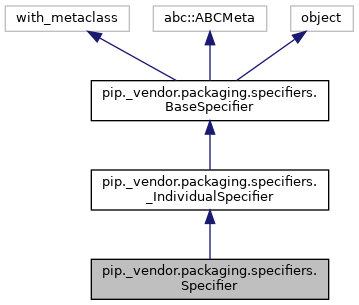 with_metaclass
abc::ABCMeta
object
pip._vendor.packaging.specifiers.
BaseSpecifier
pip._vendor.packaging.specifiers.
_IndividualSpecifier
pip._vendor.packaging.specifiers.
Specifier